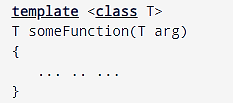 template <class T>
T someFunction(T arg)
{
   ... .. ...
}